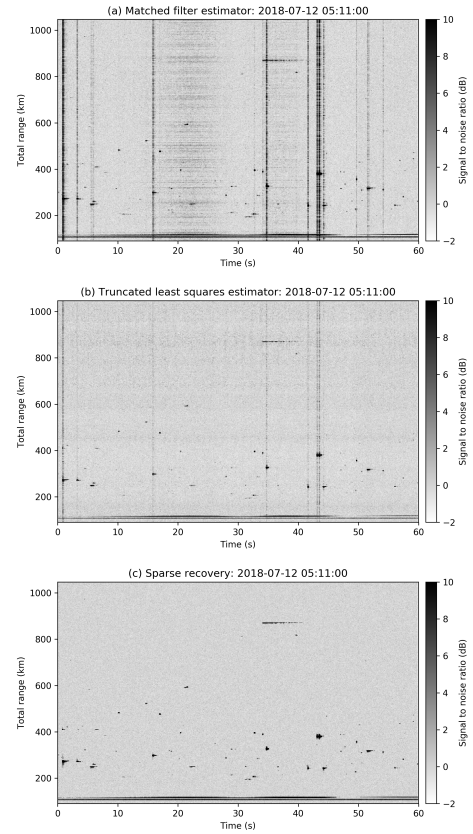 (a) Matched filter estimator: 2018-07-12 05:11:00
1000
800
600
400
200
Total range (km)
0 10 20 30 40 50 60
Time (s)
10
8
6
4
2
0
−2
Signal to noise ratio (dB)
(b) Truncated least squares estimator: 2018-07-12 05:11:00
1000
800
600
400
200
Total range (km)
0 10 20 30 40 50 60
Time (s)
10
8
6
4
2
0
−2
Signal to noise ratio (dB)
(c) Sparse recovery: 2018-07-12 05:11:00
1000
800
600
400
200
Total range (km)
0 10 20 30 40 50 60
Time (s)
10
8
6
4
2
0
−2
Signal to noise ratio (dB)